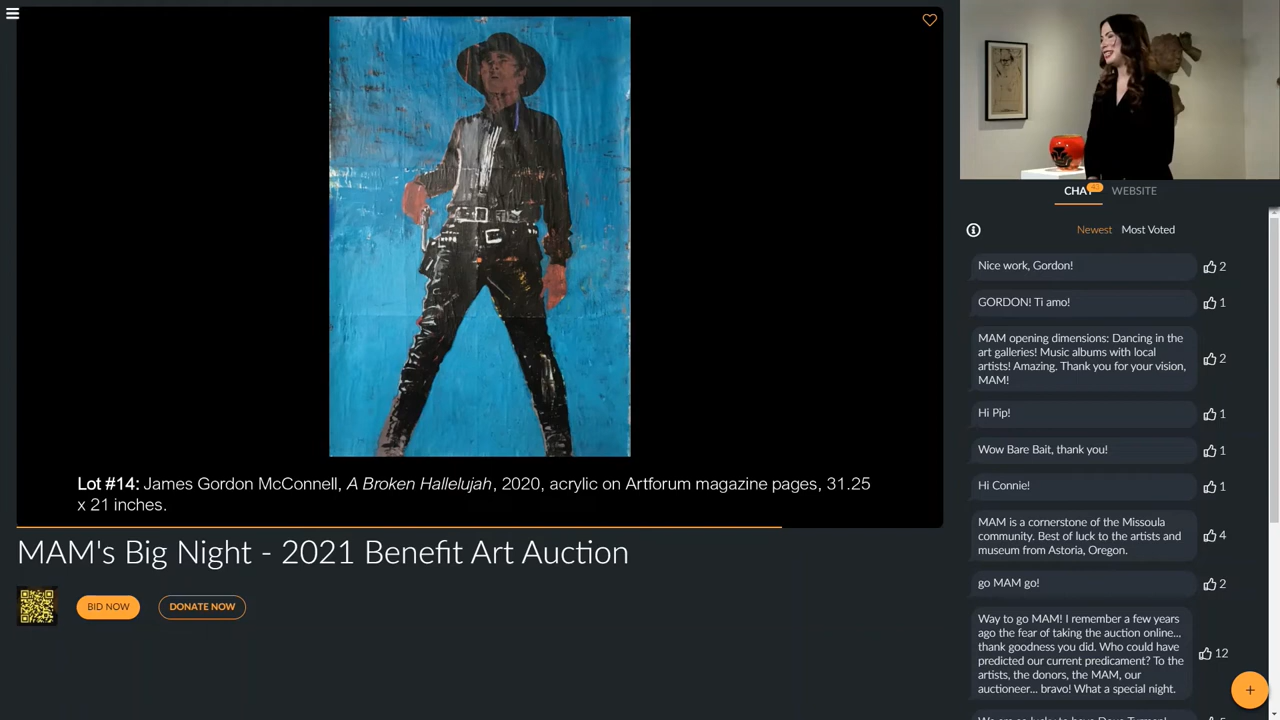 Lot #14: James Gordon McConnell, A Broken Hallelujah, 2020, acrylic on Artforum magazine pages, 31.25
x 21 inches.
MAM's Big Night - 2021 Benefit Art Auction
BID NOW
DONATE NOW
CHAT 43
WEBSITE
Newest
Most Voted
Nice work, Gordon!
2
GORDON! Ti amo!
1
MAM opening dimensions: Dancing in the
art galleries! Music albums with local
artists! Amazing. Thank you for your vision,
MAM!
2
Hi Pip!
1
Wow Bare Bait, thank you!
1
Hi Connie!
1
MAM is a cornerstone of the Missoula
community. Best of luck to the artists and
museum from Astoria, Oregon.
4
go MAM go!
2
Way to go MAM! I remember a few years
ago the fear of taking the auction online...
thank goodness you did. Who could have
predicted our current predicament? To the
artists, the donors, the MAM, our
auctioneer... bravo! What a special night.
12